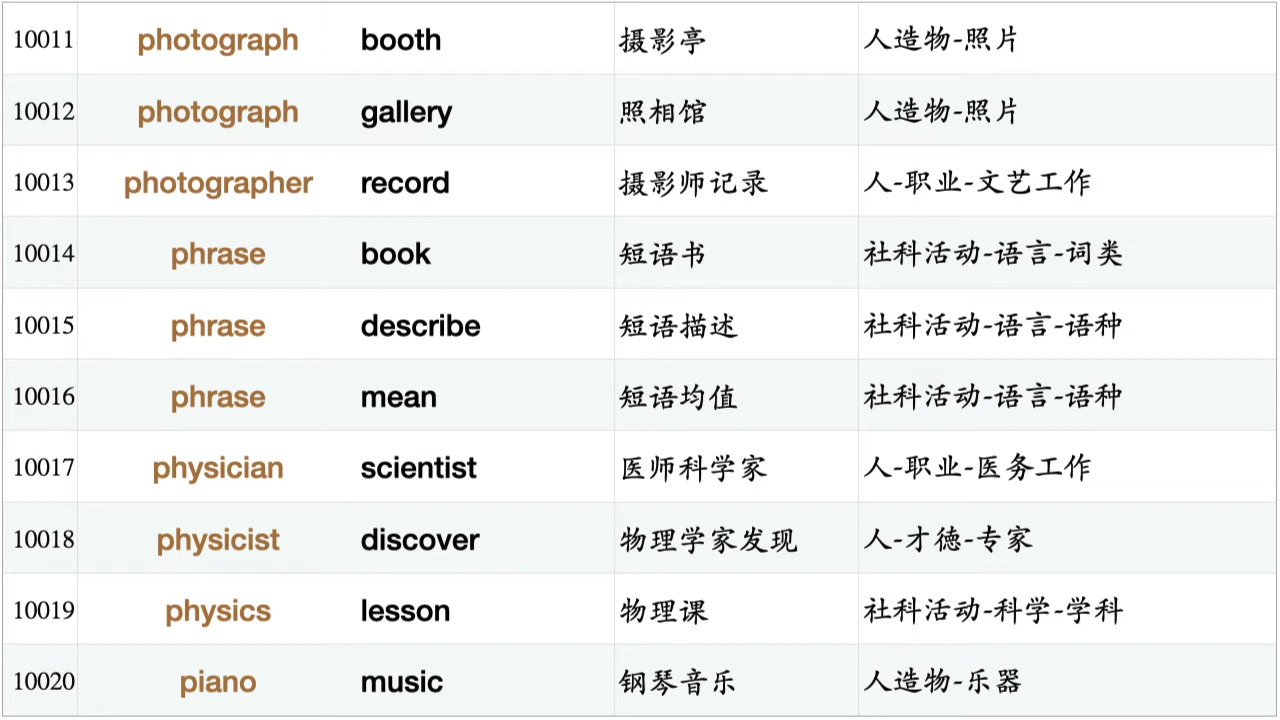 10011 photograph booth 摄影亭 人造物-照片
10012 photograph gallery 照相馆 人造物-照片
10013 photographer record 摄影师记录 人-职业-文艺工作
10014 phrase book 短语书 社科活动-语言-词类
10015 phrase describe 短语描述 社科活动-语言-语种
10016 phrase mean 短语均值 社科活动-语言-语种
10017 physician scientist 医师科学家 人-职业-医务工作
10018 physicist discover 物理学家发现 人-才德-专家
10019 physics lesson 物理课 社科活动-科学-学科
10020 piano music 钢琴音乐 人造物-乐器